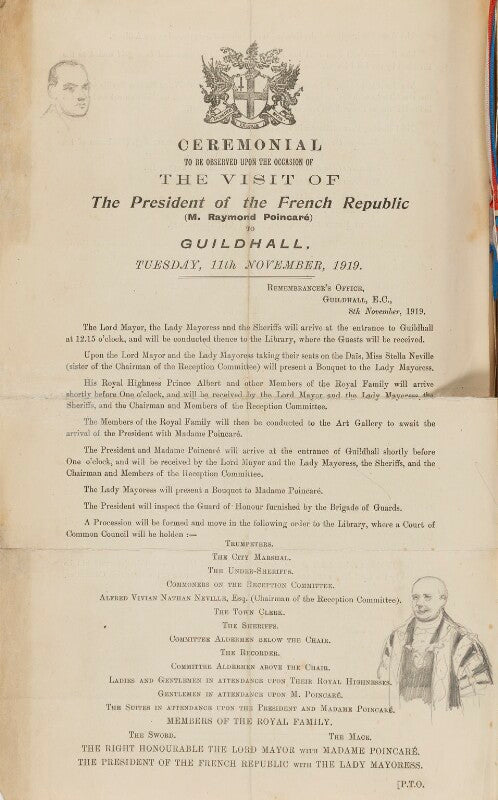 CEREMONIAL
TO BE OBSERVED UPON THE OCCASION OF
THE VISIT OF
The President of the French Republic
(M. Raymond Poincaré)
TO
GUILDHALL.
TUESDAY, 11th NOVEMBER, 1919.
REMEMBRANCER'S OFFICE,
GUILDHALL, E.C.,
8th November, 1919.
The Lord Mayor, the Lady Mayoress and the Sheriffs will arrive at the entrance to Guildhall
at 12.15 o'clock, and will be conducted thence to the Library, where the Guests will be received.
Upon the Lord Mayor and the Lady Mayoress taking their seats on the Daïs, Miss Stella Neville
(sister of the Chairman of the Reception Committee) will present a Bouquet to the Lady Mayoress.
His Royal Highness Prince Albert and other Members of the Royal Family will arrive
shortly before One o'clock, and will be received by the Lord Mayor and the Lady Mayoress, the
Sheriffs, and the Chairman and Members of the Reception Committee.
The Members of the Royal Family will then be conducted to the Art Gallery to await the
arrival of the President with Madame Poincaré.
The President and Madame Poincaré will arrive at the entrance of Guildhall shortly before
One o'clock, and will be received by the Lord Mayor and the Lady Mayoress, the Sheriffs, and the
Chairman and Members of the Reception Committee.
The Lady Mayoress will present a Bouquet to Madame Poincaré.
The President will inspect the Guard of Honour furnished by the Brigade of Guards.
A Procession will be formed and move in the following order to the Library, where a Court of
Common Council will be holden :—
TRUMPETERS.
THE CITY MARSHAL.
THE UNDER-SHERIFFS.
COMMONERS ON THE RECEPTION COMMITTEE.
ALFRED VIVIAN NATHAN NEVILLE, ESQ. (Chairman of the Reception Committee).
THE TOWN CLERK.
THE SHERIFFS.
COMMITTEE ALDERMEN BELOW THE CHAIR.
THE RECORDER.
COMMITTEE ALDERMEN ABOVE THE CHAIR.
LADIES AND GENTLEMEN IN ATTENDANCE UPON THEIR ROYAL HIGHNESSES.
GENTLEMEN IN ATTENDANCE UPON M. POINCARÉ.
THE SUITES IN ATTENDANCE UPON THE PRESIDENT AND MADAME POINCARÉ.
MEMBERS OF THE ROYAL FAMILY.
THE SWORD. THE MACE.
THE RIGHT HONOURABLE THE LORD MAYOR WITH MADAME POINCARÉ.
THE PRESIDENT OF THE FRENCH REPUBLIC WITH THE LADY MAYORESS.
[P.T.O.